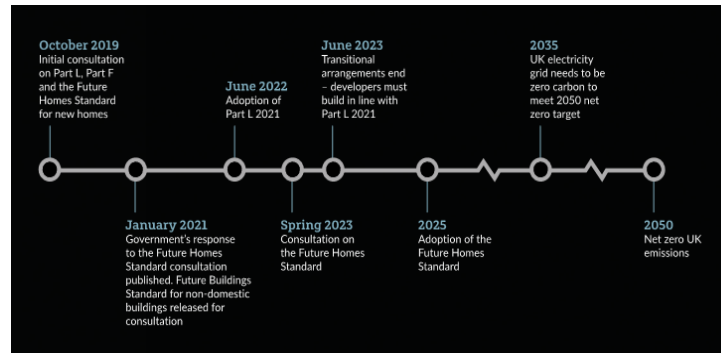 October 2019
Initial consultation
on Part L, Part F
and the Future
Homes Standard
for new homes
January 2021
Government's response
to the Future Homes
Standard consultation
published. Future Buildings
Standard for non-domestic
buildings released for
consultation
June 2022
Adoption of
Part L 2021
Spring 2023
Consultation on
the Future Homes
Standard
June 2023
Transitional
arrangements end
– developers must
build in line with
Part L 2021
2025
Adoption of the
Future Homes
Standard
2035
UK electricity
grid needs to be
zero carbon to
meet 2050 net
zero target
2050
Net zero UK
emissions